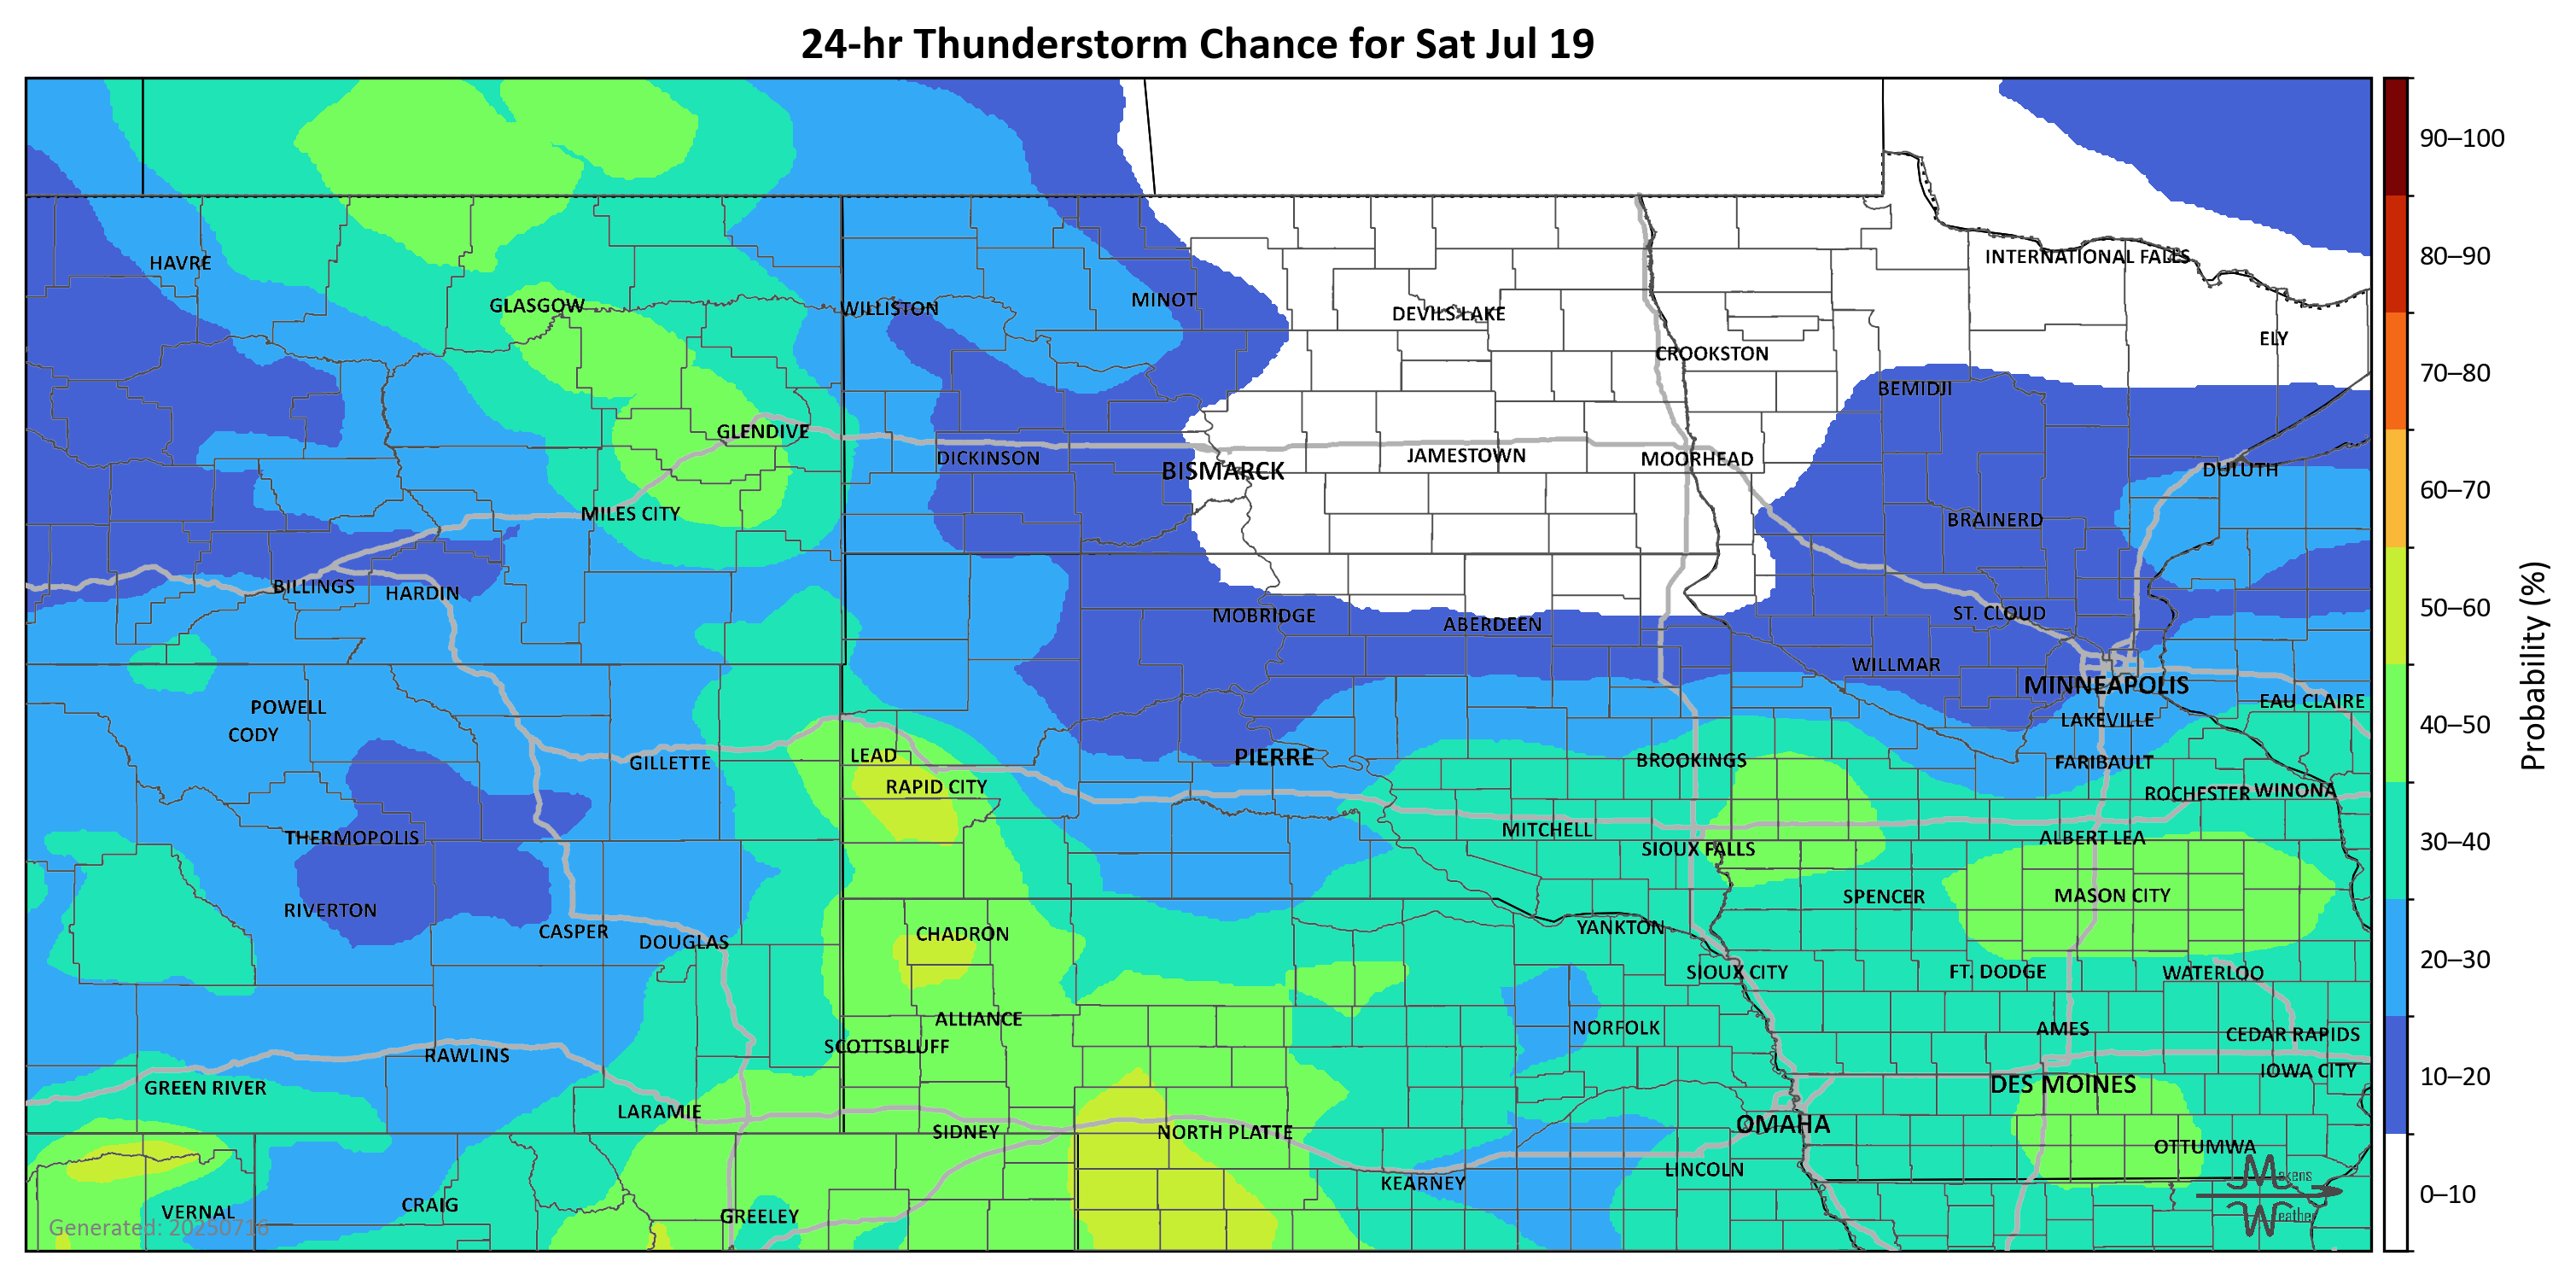 24-hr Thunderstorm Chance for Sat Jul 19
90–100
INTERNATIONAL FALLS
80–90
HAVRE
MINOT
GLASGOW
WILLISTON
DEVILS LAKE
ELY
CROOKSTON
70–80
BEMIDJI
GLENDIVE
DICKINSON
JAMESTOWN
MOORHEAD
BISMARCK
DULUTH
60–70
MILES CITY
BRAINERD
BILLINGS
HARDIN
50–60
MOBRIDGE
ABERDEEN
ST. CLOUD
WILLMAR
MINNEAPOLIS
Probability (%)
EAU CLAIRE
POWELL
LAKEVILLE
40–50
CODY
LEAD
PIERRE
BROOKINGS
GILLETTE
FARIBAULT
RAPID CITY
ROCHESTER
WINONA
MITCHELL
THERMOPOLIS
ALBERT LEA
30–40
SIOUX FALLS
SPENCER
MASON CITY
RIVERTON
YANKTON
CASPER
CHADRON
DOUGLAS
20–30
SIOUX CITY
FT. DODGE
WATERLOO
ALLIANCE
NORFOLK
AMES
CEDAR RAPIDS
SCOTTSBLUFF
RAWLINS
IOWA CITY
10–20
GREEN RIVER
DES MOINES
LARAMIE
OMAHA
SIDNEY
NORTH PLATTE
OTTUMWA
LINCOLN
KEARNEY
Makens
0–10
CRAIG
VERNAL
GREELEY
Weather
Generated: 20250716